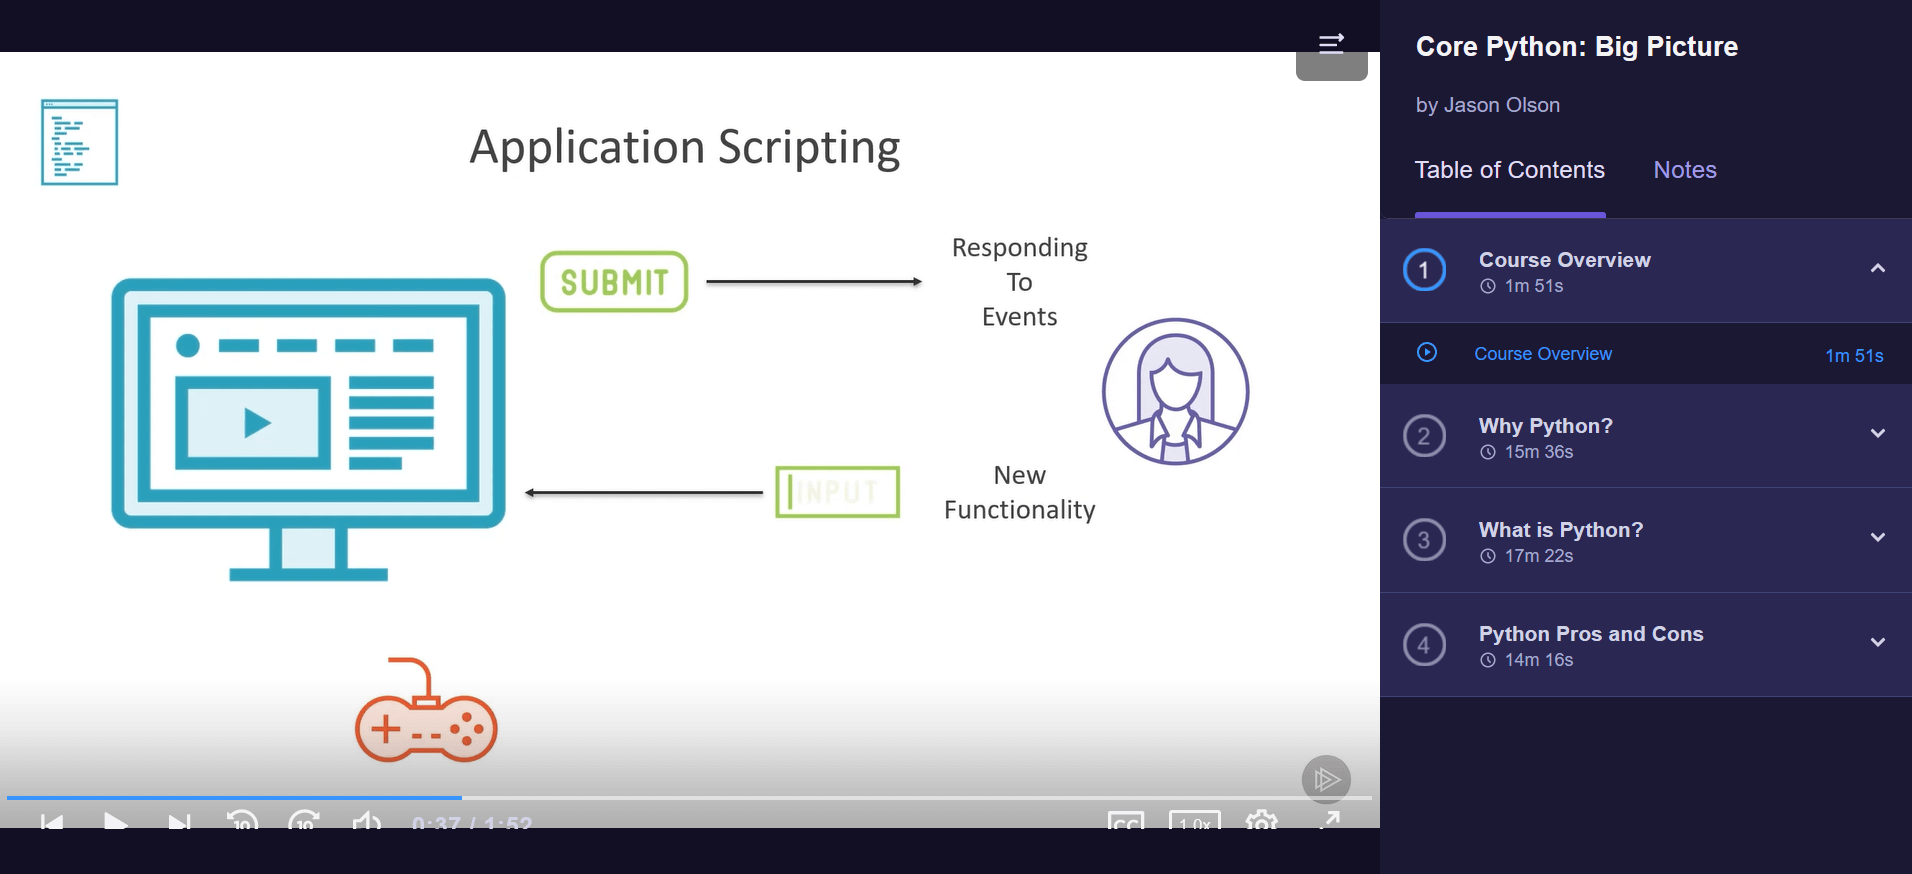 Application Scripting
SUBMIT
Responding
To
Events
INPUT
New
Functionality
10
10
0:37 / 1:52
CC
1.0x
Core Python: Big Picture
by Jason Olson
Table of Contents
Notes
1
Course Overview
1m 51s
Course Overview
1m 51s
2
Why Python?
15m 36s
3
What is Python?
17m 22s
4
Python Pros and Cons
14m 16s